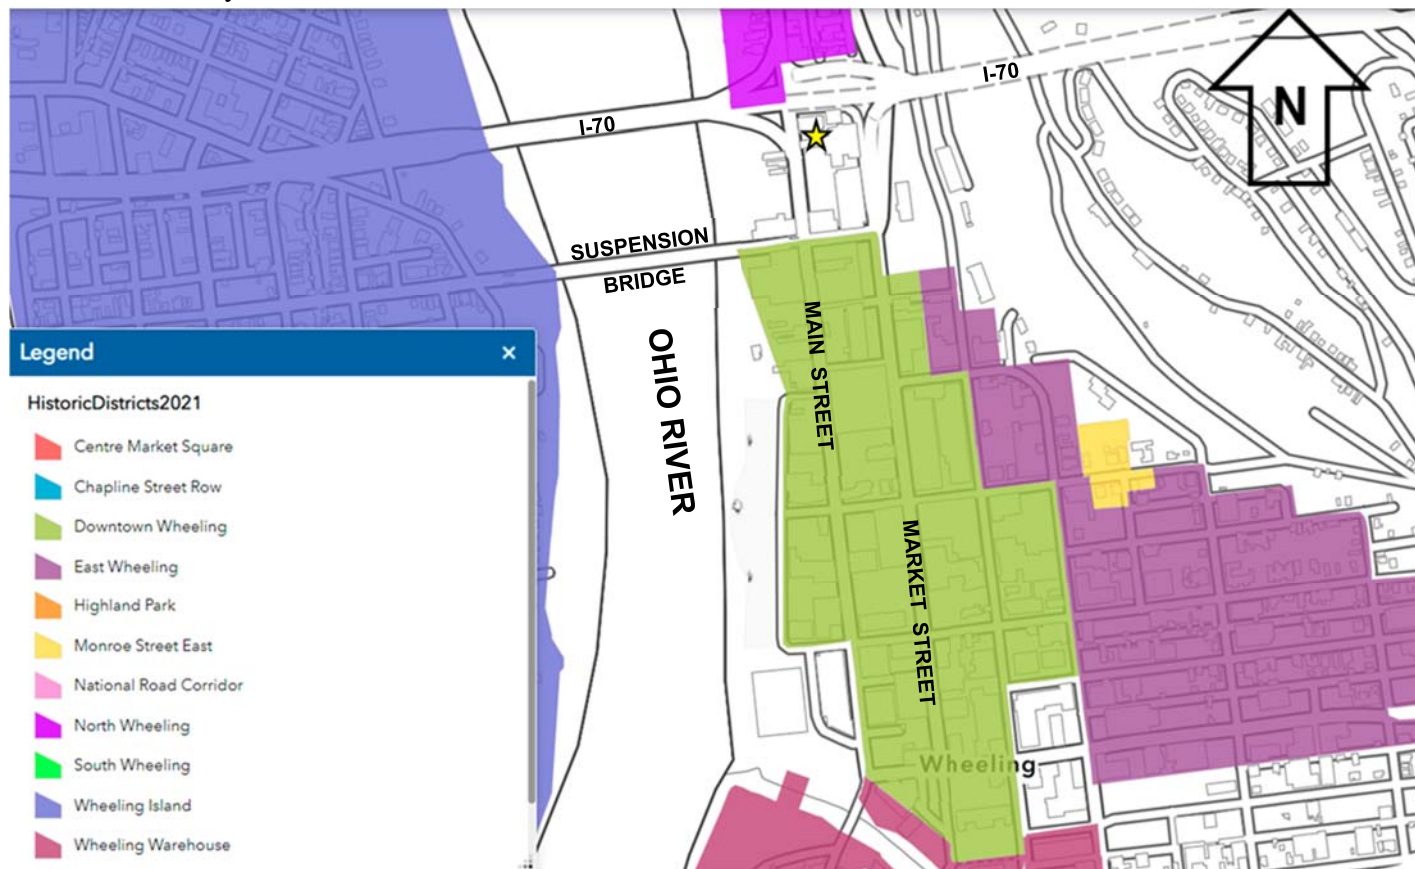 I-70
I-70
N
SUSPENSION
BRIDGE
MAIN STREET
OHIO RIVER
MARKET STREET
Wheeling
Legend
HistoricDistricts2021
Centre Market Square
Chapline Street Row
Downtown Wheeling
East Wheeling
Highland Park
Monroe Street East
National Road Corridor
North Wheeling
South Wheeling
Wheeling Island
Wheeling Warehouse